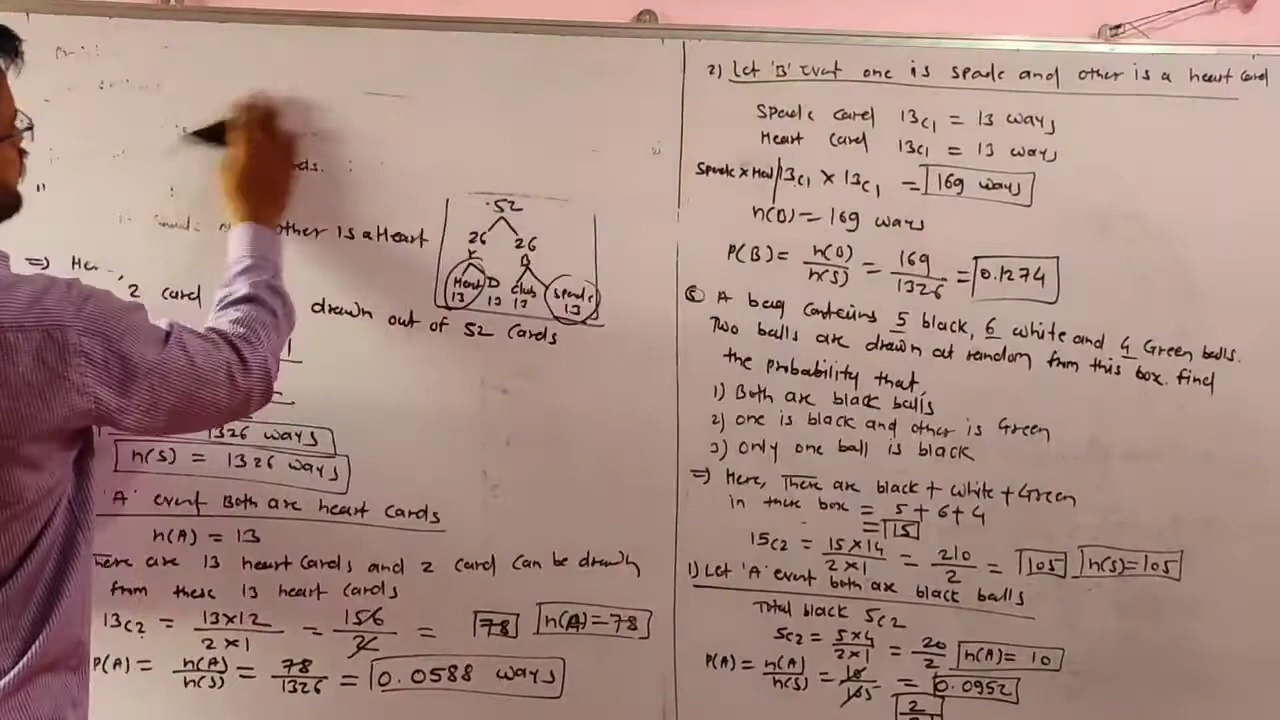 rds. :
other is a Heart
⇒ Her
2 card drawn out of 52 cards
.52
26 26
Heart D club Spade
13 13 13 13
1326 ways
n(S) = 1326 ways
'A' event Both are heart cards
n(A) = 13
There are 13 heart cards and 2 card can be drawn
from these 13 heart cards
13c2 = 13×12 / 2×1 = 156 / 2 = 78 n(A)=78
P(A) = n(A) / n(S) = 78 / 1326 = 0.0588 ways
2) Let 'B' Event one is spade and other is a heart card
Spade card 13c1 = 13 ways
Heart card 13c1 = 13 ways
13c1 × 13c1 = 169 ways
n(B) = 169 ways
P(B) = n(B) / n(S) = 169 / 1326 = 0.1274
A bag contains 5 black, 6 white and 4 Green balls.
Two balls are drawn at random from this box. find
the probability that,
1) Both are black balls
2) one is black and other is Green
3) only one ball is black
⇒ Here, There are black + white + Green
in there box = 5 + 6 + 4
= 15
15c2 = 15×14 / 2×1 = 210 / 2 = 105 n(S)=105
1) Let 'A' event both are black balls
Total black 5c2
5c2 = 5×4 / 2×1 = 20 / 2 n(A) = 10
P(A) = n(A) / n(S) = 10 / 105 = 0.0952
2